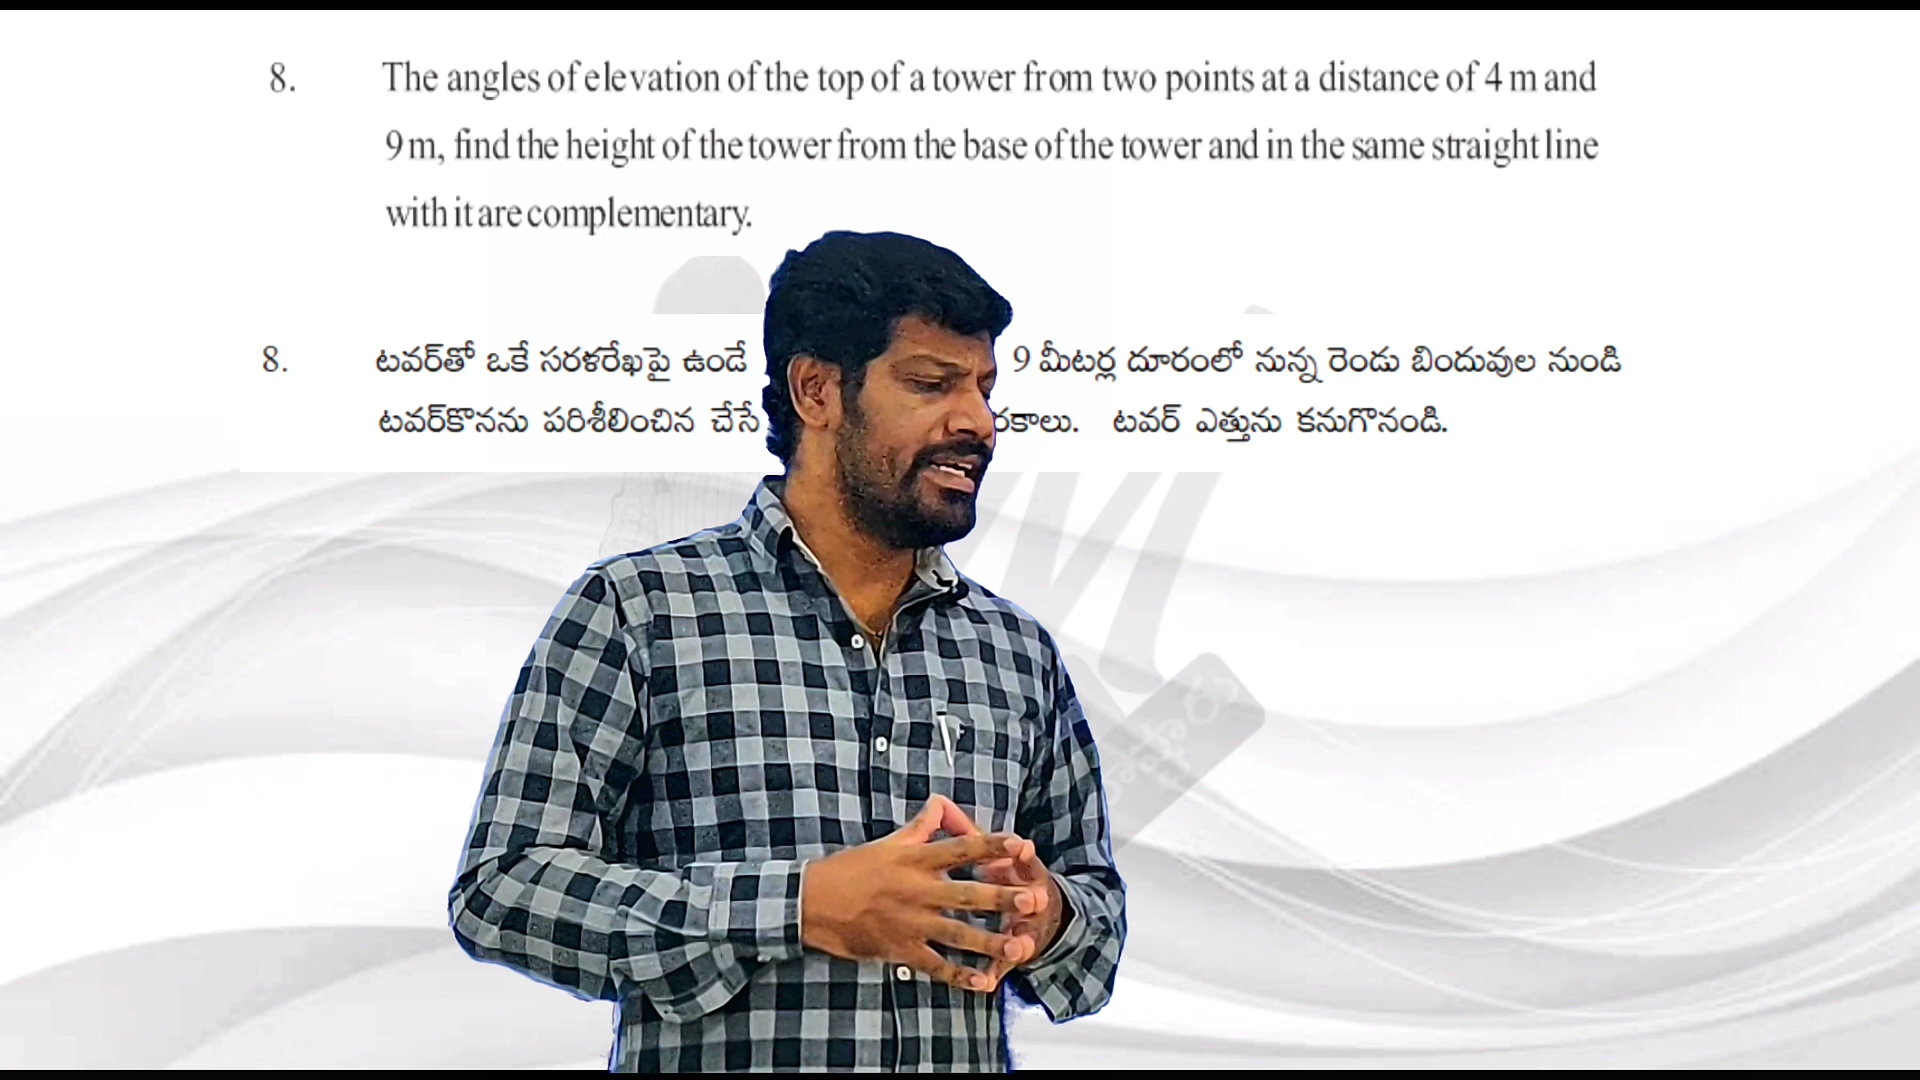 8. The angles of elevation of the top of a tower from two points at a distance of 4 m and
9 m, find the height of the tower from the base of the tower and in the same straight line
with it are complementary.
8. టవర్‌తో ఒకే సరళరేఖపై ఉండే 9 మీటర్ల దూరంలో నున్న రెండు బిందువుల నుండి
టవర్‌కొనను పరిశీలించిన చేసే టవర్ ఎత్తును కనుగొనండి.